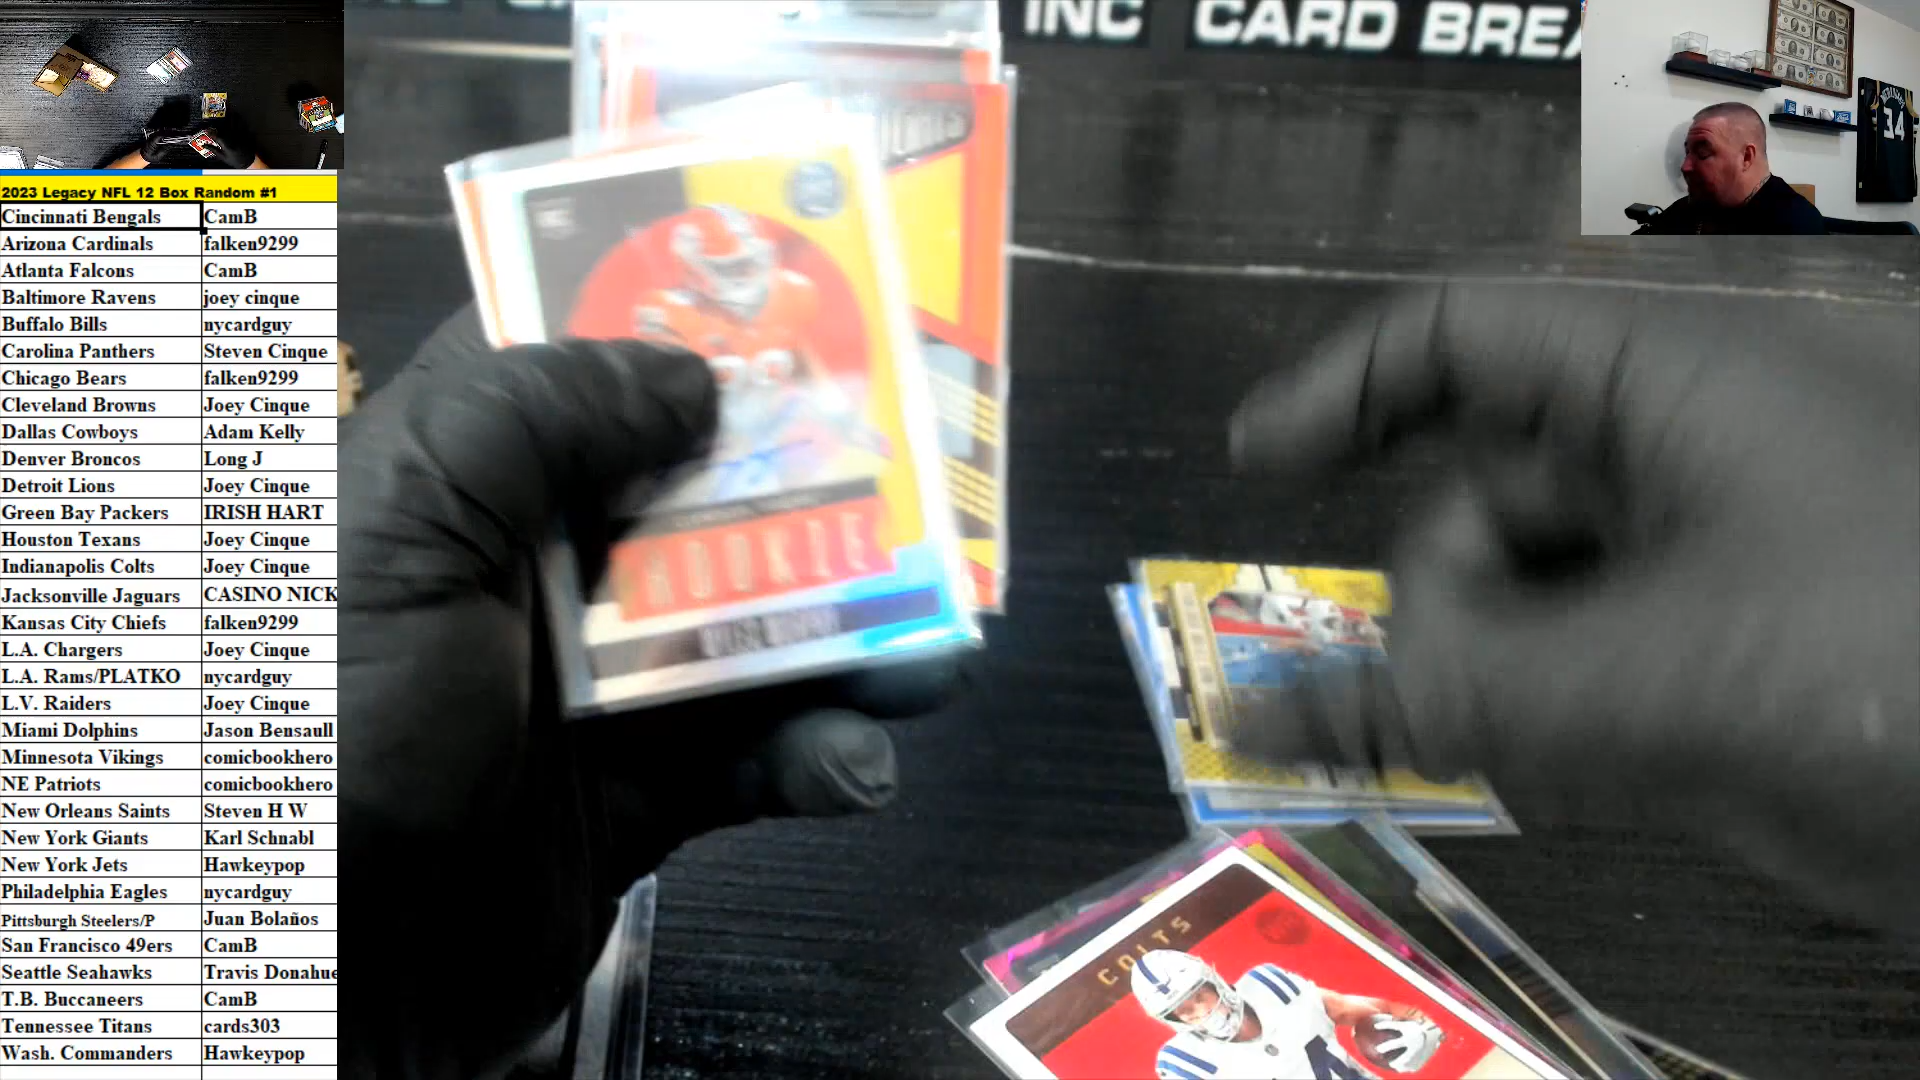 INC CARD BREA
34
2023 Legacy NFL 12 Box Random #1
Cincinnati Bengals CamB
Arizona Cardinals falken9299
Atlanta Falcons CamB
Baltimore Ravens joey cinque
Buffalo Bills nycardguy
Carolina Panthers Steven Cinque
Chicago Bears falken9299
Cleveland Browns Joey Cinque
Dallas Cowboys Adam Kelly
Denver Broncos Long J
Detroit Lions Joey Cinque
Green Bay Packers IRISH HART
Houston Texans Joey Cinque
Indianapolis Colts Joey Cinque
Jacksonville Jaguars CASINO NICK
Kansas City Chiefs falken9299
L.A. Chargers Joey Cinque
L.A. Rams/PLATKO nycardguy
L.V. Raiders Joey Cinque
Miami Dolphins Jason Bensaull
Minnesota Vikings comicbookhero
NE Patriots comicbookhero
New Orleans Saints Steven H W
New York Giants Karl Schnabl
New York Jets Hawkeypop
Philadelphia Eagles nycardguy
Pittsburgh Steelers/P Juan Bolaños
San Francisco 49ers CamB
Seattle Seahawks Travis Donahue
T.B. Buccaneers CamB
Tennessee Titans cards303
Wash. Commanders Hawkeypop
ROOKIE
COLTS